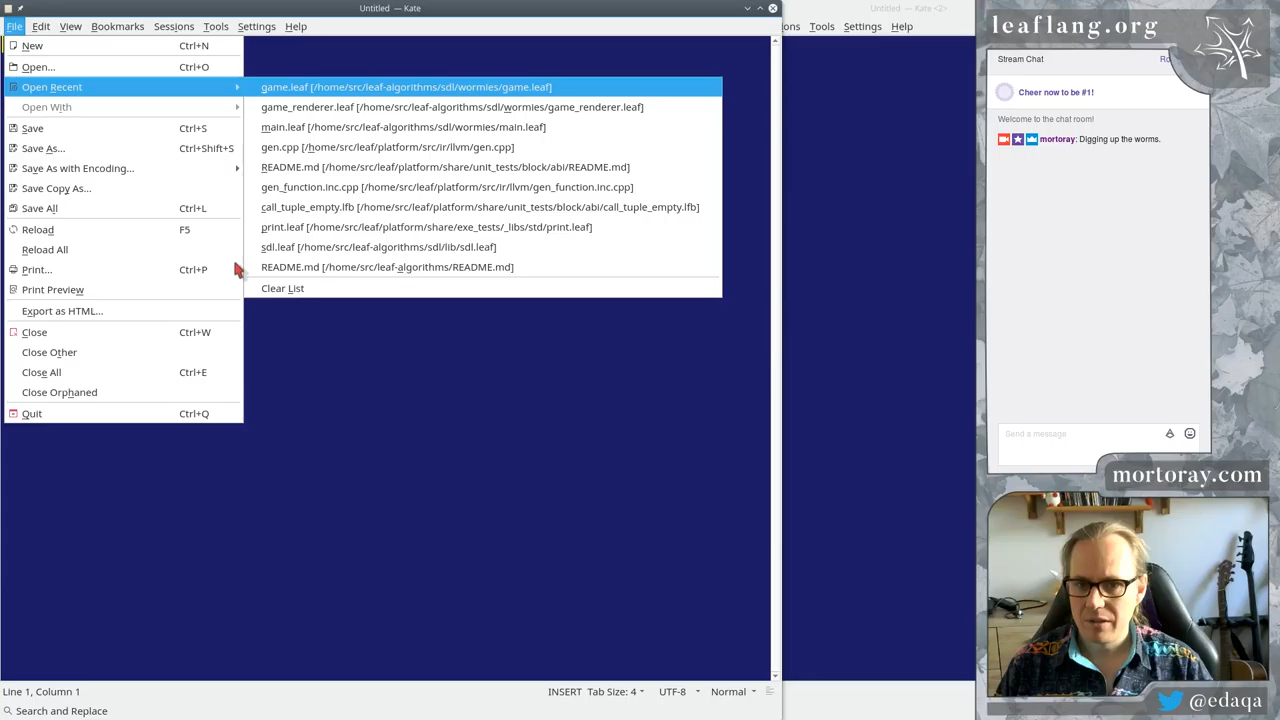 Untitled — Kate
Untitled — Kate <2>
File Edit View Bookmarks Sessions Tools Settings Help
ons Tools Settings Help
New Ctrl+N
Open... Ctrl+O
Open Recent
Open With
Save Ctrl+S
Save As... Ctrl+Shift+S
Save As with Encoding...
Save Copy As...
Save All Ctrl+L
Reload F5
Reload All
Print... Ctrl+P
Print Preview
Export as HTML...
Close Ctrl+W
Close Other
Close All Ctrl+E
Close Orphaned
Quit Ctrl+Q
game.leaf [/home/src/leaf-algorithms/sdl/wormies/game.leaf]
game_renderer.leaf [/home/src/leaf-algorithms/sdl/wormies/game_renderer.leaf]
main.leaf [/home/src/leaf-algorithms/sdl/wormies/main.leaf]
gen.cpp [/home/src/leaf/platform/src/ir/llvm/gen.cpp]
README.md [/home/src/leaf/platform/share/unit_tests/block/abi/README.md]
gen_function.inc.cpp [/home/src/leaf/platform/src/ir/llvm/gen_function.inc.cpp]
call_tuple_empty.lfb [/home/src/leaf/platform/share/unit_tests/block/abi/call_tuple_empty.lfb]
print.leaf [/home/src/leaf/platform/share/exe_tests/_libs/std/print.leaf]
sdl.leaf [/home/src/leaf-algorithms/sdl/lib/sdl.leaf]
README.md [/home/src/leaf-algorithms/README.md]
Clear List
Line 1, Column 1 INSERT Tab Size: 4 UTF-8 Normal
Search and Replace
leaflang.org
Stream Chat Ro
Cheer now to be #1!
Welcome to the chat room!
mortoray: Digging up the worms.
Send a message
mortoray.com
@edaqa